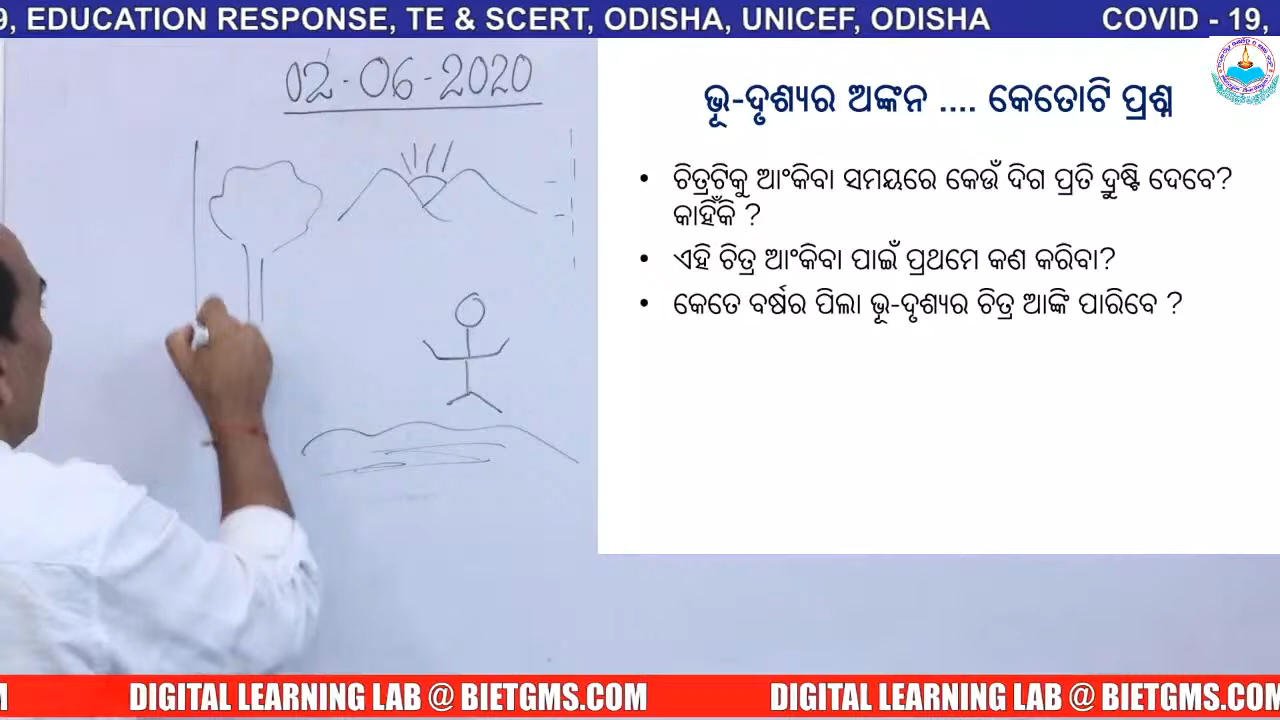 9, EDUCATION RESPONSE, TE & SCERT, ODISHA, UNICEF, ODISHA COVID - 19,
02-06-2020
ଭୂ-ଦୃଶ୍ୟର ଅଙ୍କନ .... କେତୋଟି ପ୍ରଶ୍ନ
• ଚିତ୍ରଟିକୁ ଆଂକିବା ସମୟରେ କେଉଁ ଦିଗ ପ୍ରତି ଦ୍ରୁଷ୍ଟି ଦେବେ?
କାହିଁକି ?
• ଏହି ଚିତ୍ର ଆଂକିବା ପାଇଁ ପ୍ରଥମେ କଣ କରିବା?
• କେତେ ବର୍ଷର ପିଲା ଭୂ-ଦୃଶ୍ୟର ଚିତ୍ର ଆଙ୍କି ପାରିବେ ?
M DIGITAL LEARNING LAB @ BIETGMS.COM DIGITAL LEARNING LAB @ BIETGMS.COM